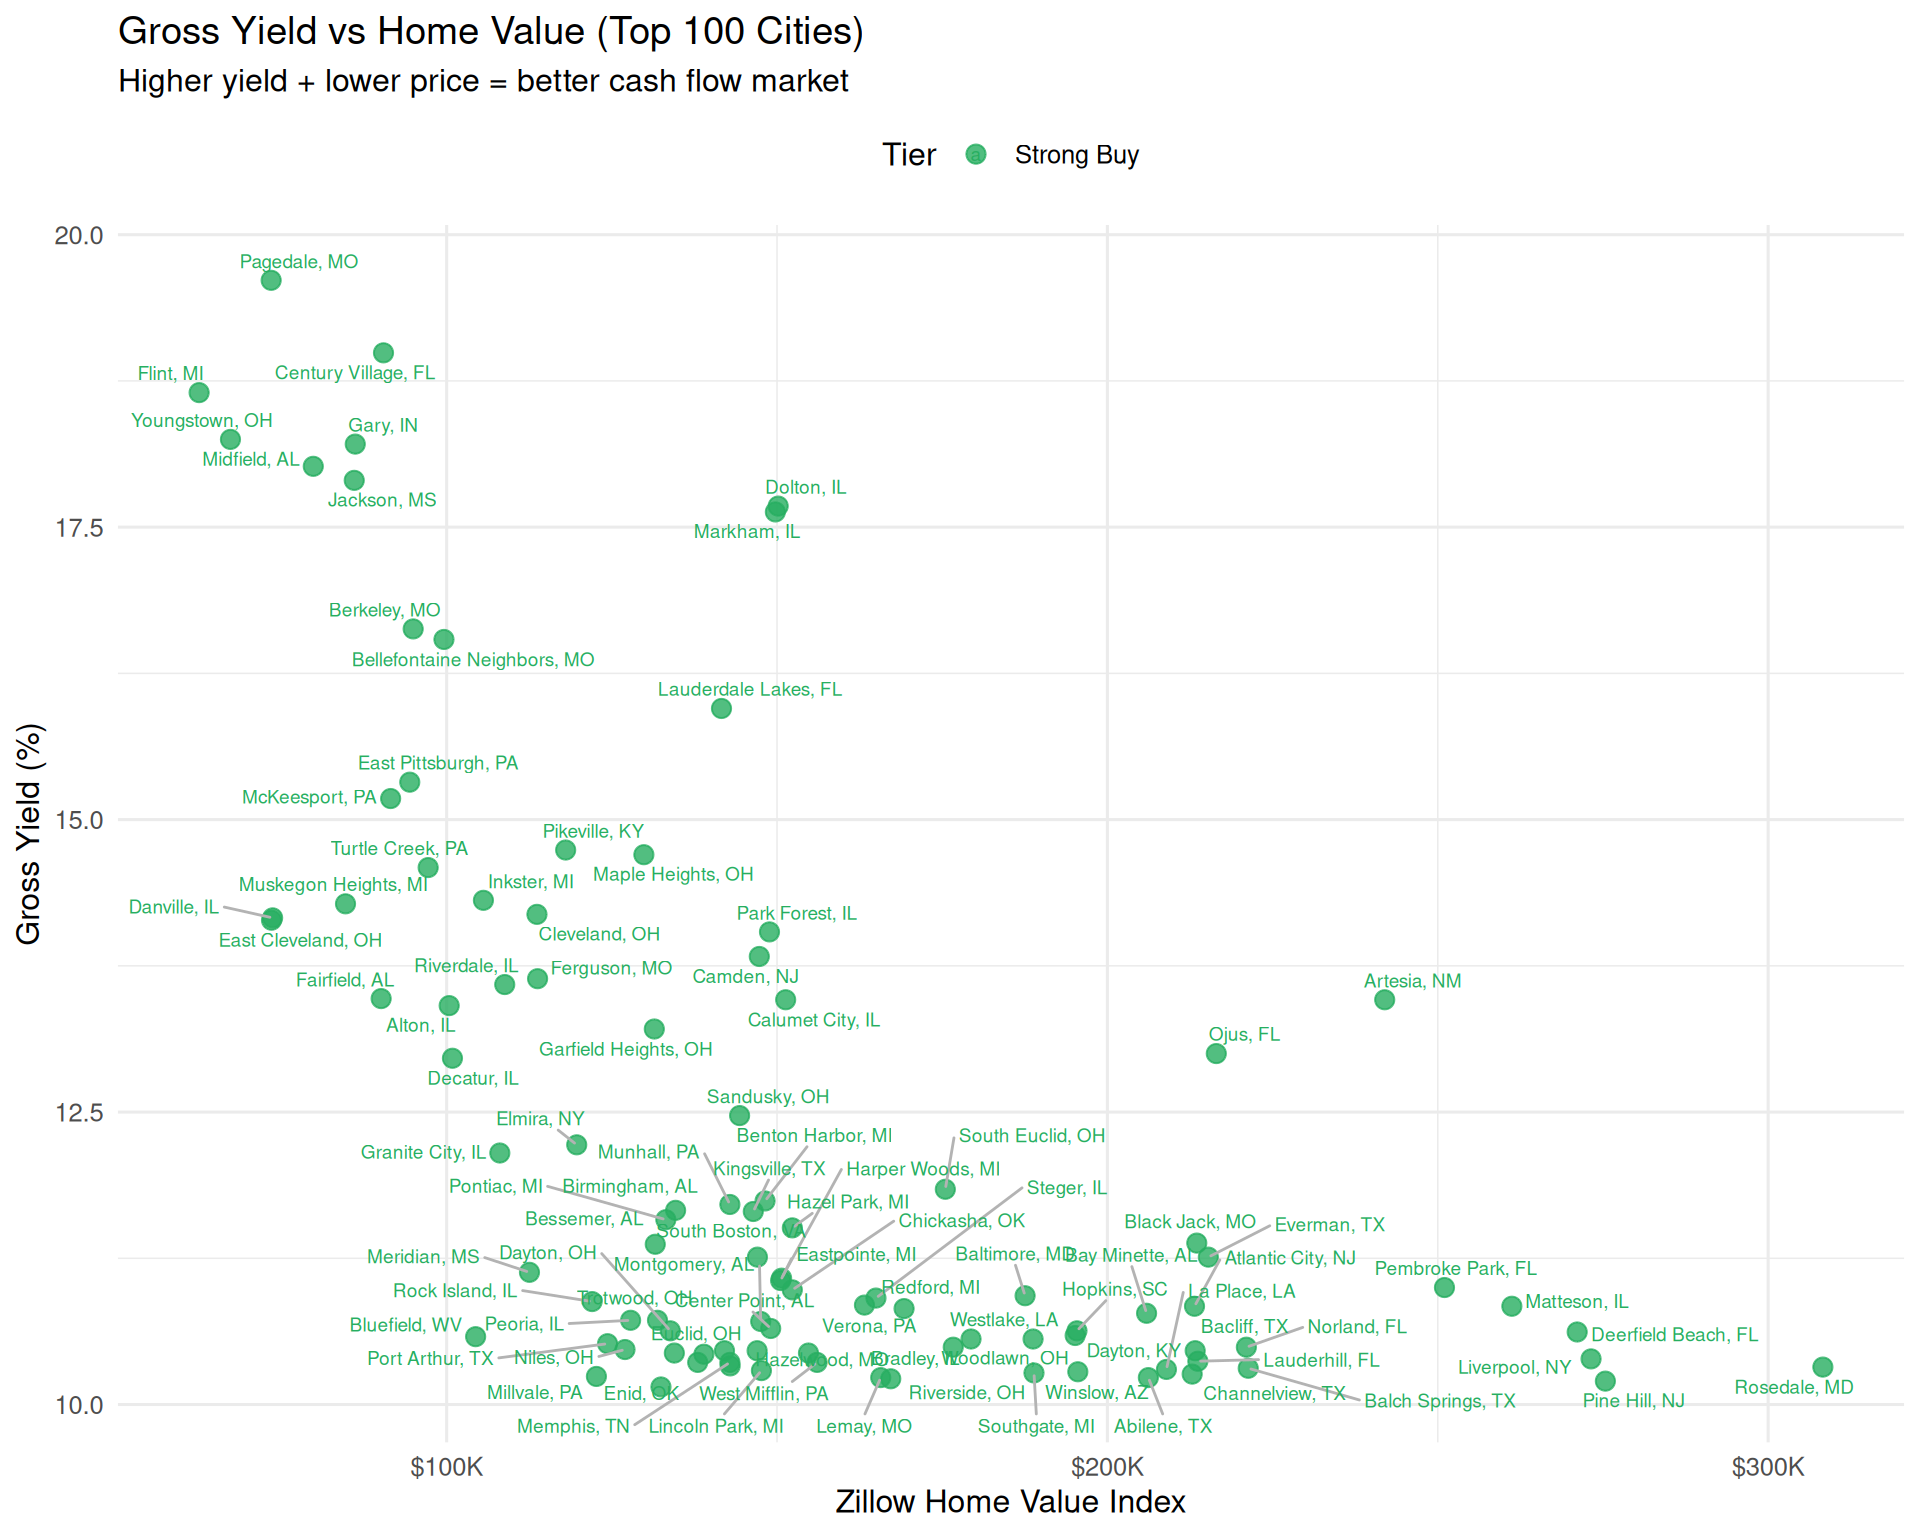 Gross Yield vs Home Value (Top 100 Cities)
Higher yield + lower price = better cash flow market
Tier
a
Strong Buy
20.0
Pagedale, MO
Flint, MI
Century Village, FL
Youngstown, OH
Gary, IN
Midfield, AL
Jackson, MS
Dolton, IL
17.5
Markham, IL
Berkeley, MO
Bellefontaine Neighbors, MO
Lauderdale Lakes, FL
Gross Yield (%)
East Pittsburgh, PA
McKeesport, PA
15.0
Pikeville, KY
Turtle Creek, PA
Maple Heights, OH
Muskegon Heights, MI
Inkster, MI
Danville, IL
Park Forest, IL
East Cleveland, OH
Cleveland, OH
Riverdale, IL
Ferguson, MO
Fairfield, AL
Camden, NJ
Artesia, NM
Alton, IL
Calumet City, IL
Ojus, FL
Garfield Heights, OH
Decatur, IL
Sandusky, OH
12.5
Elmira, NY
Benton Harbor, MI
South Euclid, OH
Granite City, IL
Munhall, PA
Kingsville, TX
Harper Woods, MI
Pontiac, MI
Birmingham, AL
Steger, IL
Hazel Park, MI
Bessemer, AL
Chickasha, OK
Black Jack, MO
Everman, TX
South Boston, VA
Meridian, MS
Dayton, OH
Eastpointe, MI
Baltimore, MD
Bay Minette, AL
Atlantic City, NJ
Montgomery, AL
Pembroke Park, FL
Rock Island, IL
Trotwood, OH
Center Point, AL
Redford, MI
Hopkins, SC
La Place, LA
Matteson, IL
Bluefield, WV
Peoria, IL
Euclid, OH
Verona, PA
Westlake, LA
Bacliff, TX
Norland, FL
Deerfield Beach, FL
Port Arthur, TX
Niles, OH
Hazelwood, MO
Bradley, IL
Woodlawn, OH
Dayton, KY
Lauderhill, FL
Liverpool, NY
Millvale, PA
Enid, OK
West Mifflin, PA
Riverside, OH
Winslow, AZ
Channelview, TX
Balch Springs, TX
Pine Hill, NJ
Rosedale, MD
10.0
Memphis, TN
Lincoln Park, MI
Lemay, MO
Southgate, MI
Abilene, TX
$100K
$200K
$300K
Zillow Home Value Index